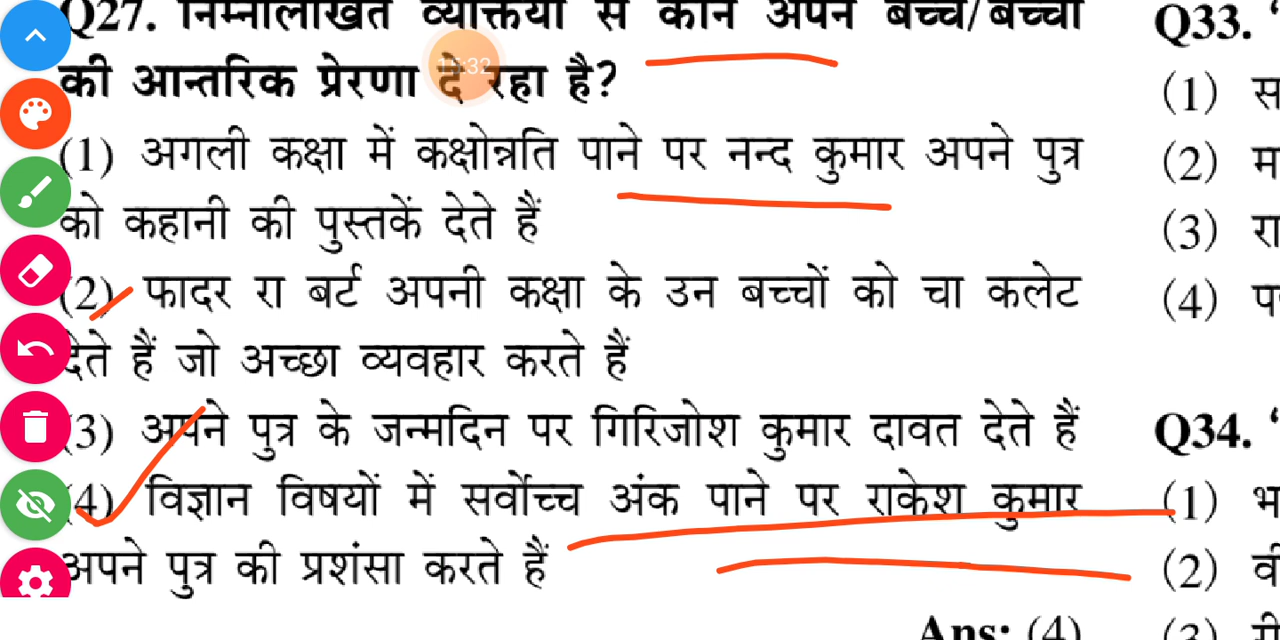 Q27. निम्नलिखित व्यक्तियों से कौन अपने बच्चे/बच्चों
की आन्तरिक प्रेरणा दे रहा है?
(1) अगली कक्षा में कक्षोन्नति पाने पर नन्द कुमार अपने पुत्र
को कहानी की पुस्तकें देते हैं
(2) फादर रा बर्ट अपनी कक्षा के उन बच्चों को चा कलेट
देते हैं जो अच्छा व्यवहार करते हैं
(3) अपने पुत्र के जन्मदिन पर गिरिजोश कुमार दावत देते हैं
(4) विज्ञान विषयों में सर्वोच्च अंक पाने पर राकेश कुमार
अपने पुत्र की प्रशंसा करते हैं
Ans: (4)
Q33. ‘
(1) स
(2) म
(3) रा
(4) प
Q34. ‘
(1) भ
(2) वी
(3)